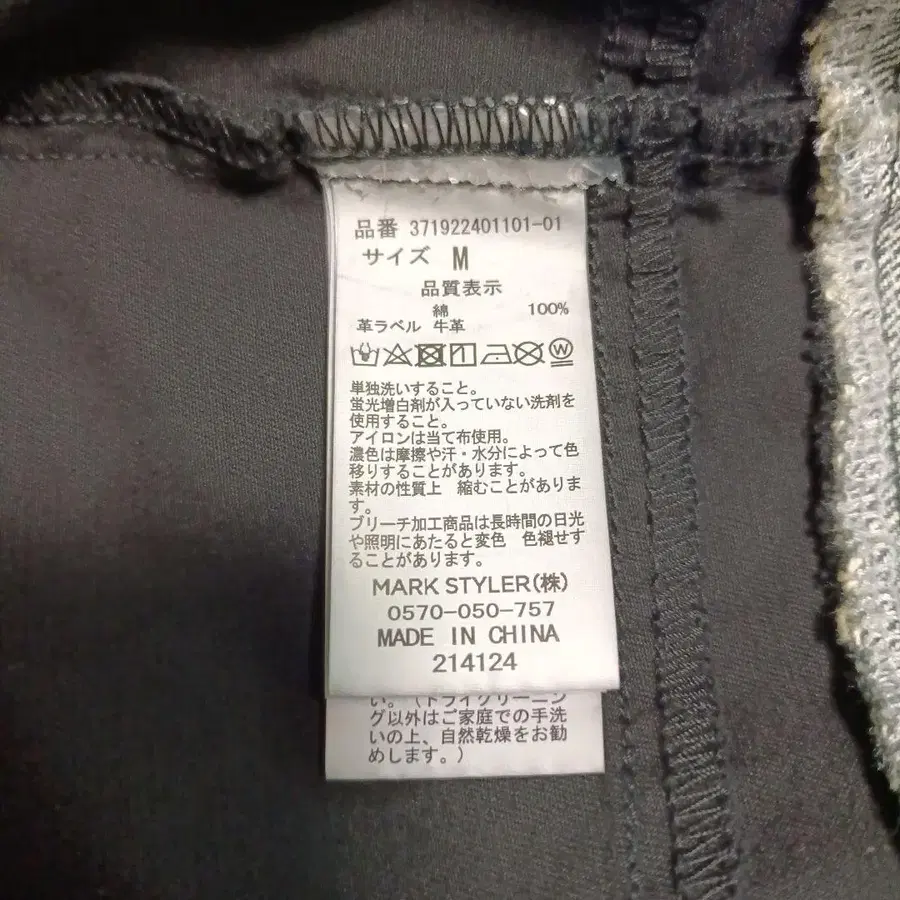 品番 371922401101-01
サイズ M
品質表示
綿 100%
革ラベル 牛革
単独洗いすること。
蛍光増白剤が入っていない洗剤を
使用すること。
アイロンは当て布使用。
濃色は摩擦や汗・水分によって色
移りすることがあります。
素材の性質上 縮むことがありま
す。
ブリーチ加工商品は長時間の日光
や照明にあたると変色 色褪せす
ることがあります。
MARK STYLER(株)
0570-050-757
MADE IN CHINA
214124
い。(ドライクリーニン
グ以外はご家庭での手洗
いの上、自然乾燥をお勧
めします。)